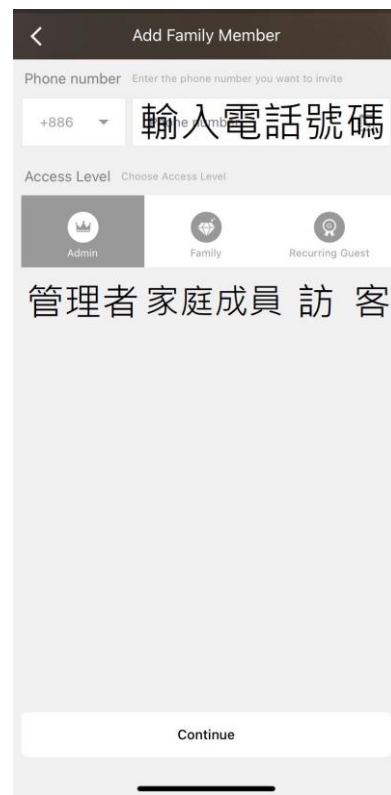 Add Family Member
Phone number Enter the phone number you want to invite
+886 輸入電話號碼
Access Level Choose Access Level
Admin Family Recurring Guest
管理者 家庭成員 訪 客
Continue